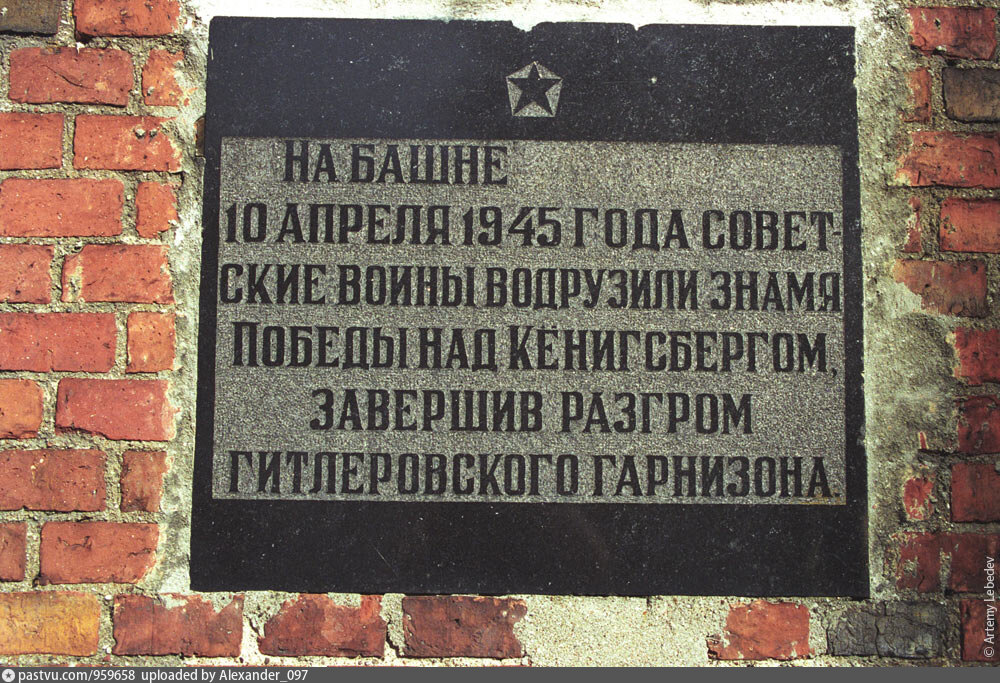 На башне
10 апреля 1945 года совет-
ские воины водрузили знамя
Победы над Кёнигсбергом,
завершив разгром
гитлеровского гарнизона.
© Artemy Lebedev
pastvu.com/959658 uploaded by Alexander_097